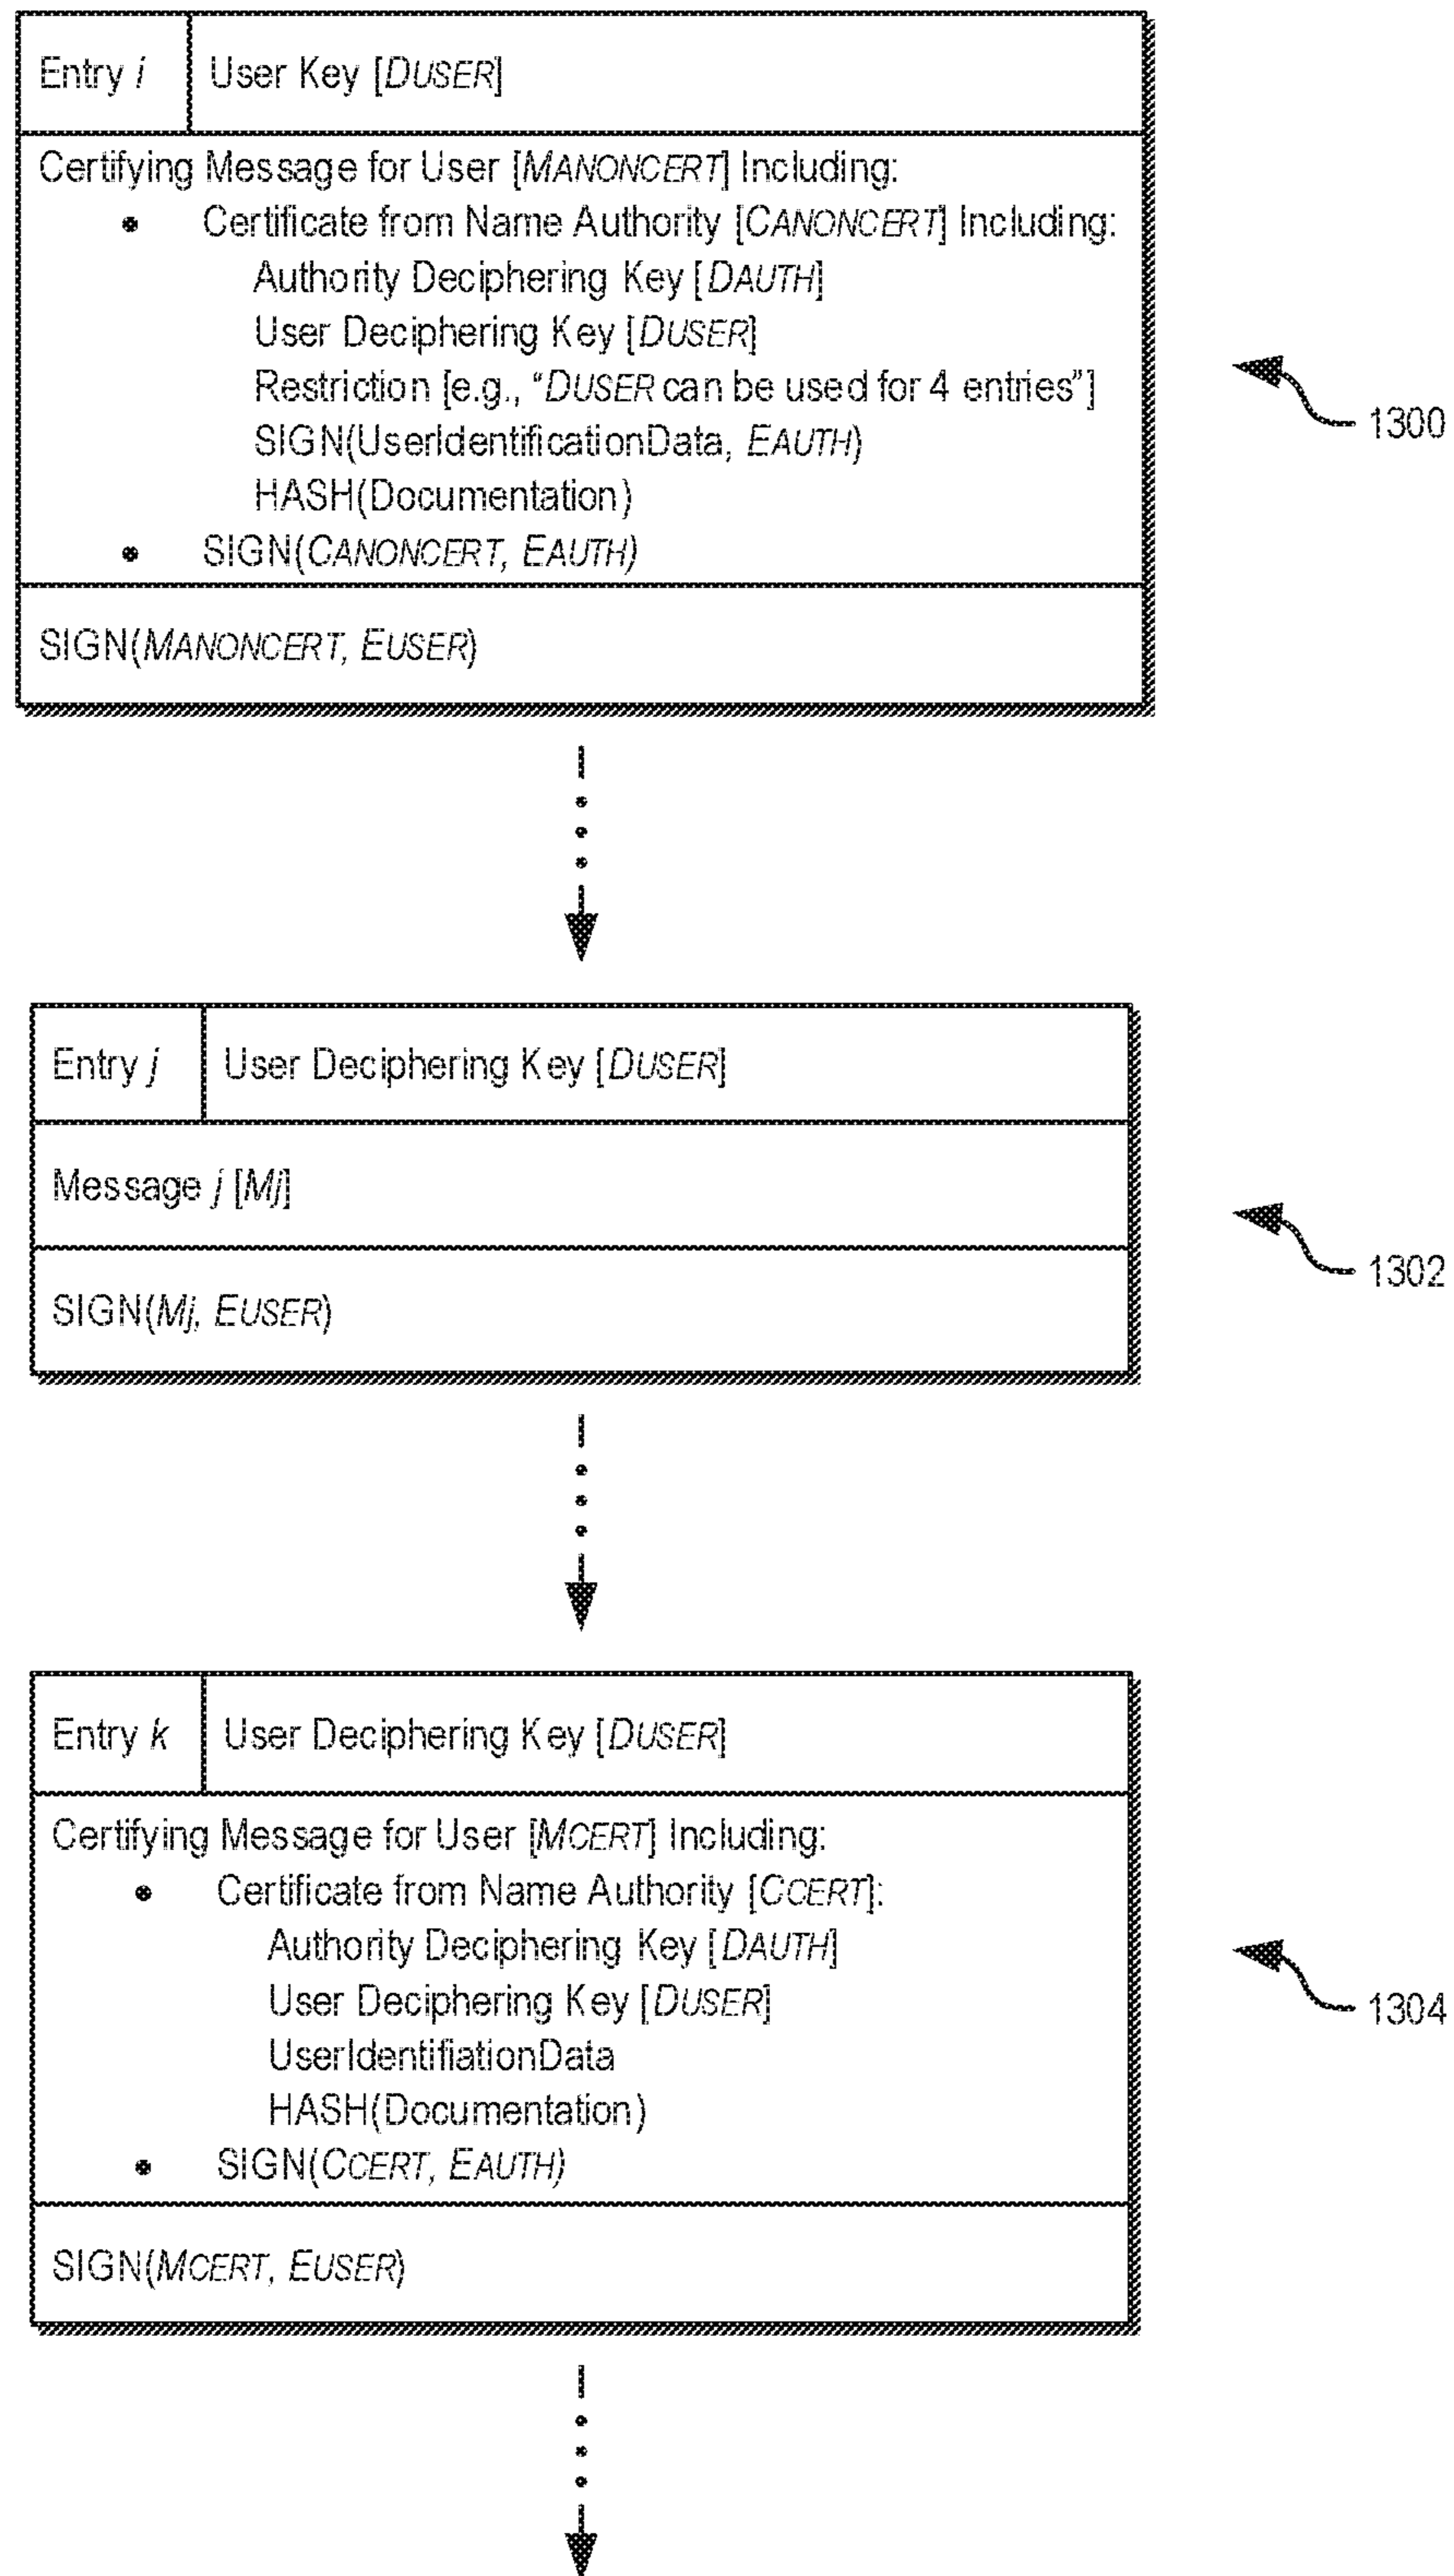 Entry i User Key [DUSER]
Certifying Message for User [MANONCERT] Including:
• Certificate from Name Authority [CANONCERT] Including:
Authority Deciphering Key [DAUTH]
User Deciphering Key [DUSER]
Restriction [e.g., “DUSER can be used for 4 entries”]
SIGN(UserIdentificationData, EAUTH)
HASH(Documentation)
• SIGN(CANONCERT, EAUTH)
SIGN(MANONCERT, EUSER)
1300
Entry j User Deciphering Key [DUSER]
Message j [Mj]
SIGN(Mj, EUSER)
1302
Entry k User Deciphering Key [DUSER]
Certifying Message for User [MCERT] Including:
• Certificate from Name Authority [CCERT]:
Authority Deciphering Key [DAUTH]
User Deciphering Key [DUSER]
UserIdentifiationData
HASH(Documentation)
• SIGN(CCERT, EAUTH)
SIGN(MCERT, EUSER)
1304